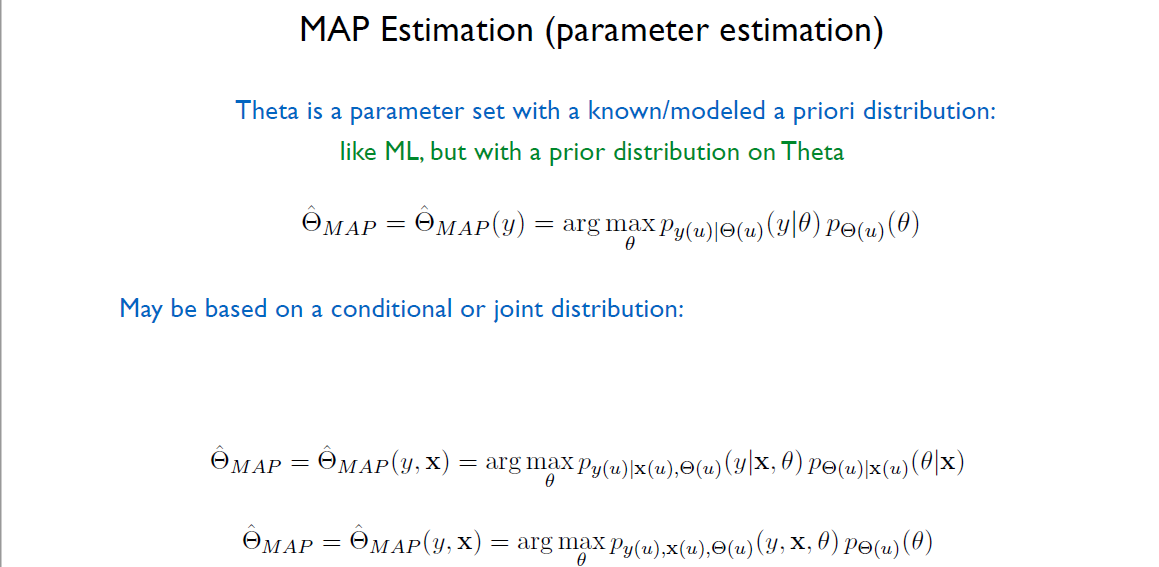 MAP Estimation (parameter estimation)
Theta is a parameter set with a known/modeled a priori distribution:
like ML, but with a prior distribution on Theta
$\hat{\Theta}_{MAP} = \hat{\Theta}_{MAP}(y) = \arg\max_{\theta} p_{y(u)|\Theta(u)}(y|\theta)\, p_{\Theta(u)}(\theta)$
May be based on a conditional or joint distribution:
$\hat{\Theta}_{MAP} = \hat{\Theta}_{MAP}(y, \mathbf{x}) = \arg\max_{\theta} p_{y(u)|\mathbf{x}(u),\Theta(u)}(y|\mathbf{x}, \theta)\, p_{\Theta(u)|\mathbf{x}(u)}(\theta|\mathbf{x})$
$\hat{\Theta}_{MAP} = \hat{\Theta}_{MAP}(y, \mathbf{x}) = \arg\max_{\theta} p_{y(u),\mathbf{x}(u),\Theta(u)}(y, \mathbf{x}, \theta)\, p_{\Theta(u)}(\theta)$